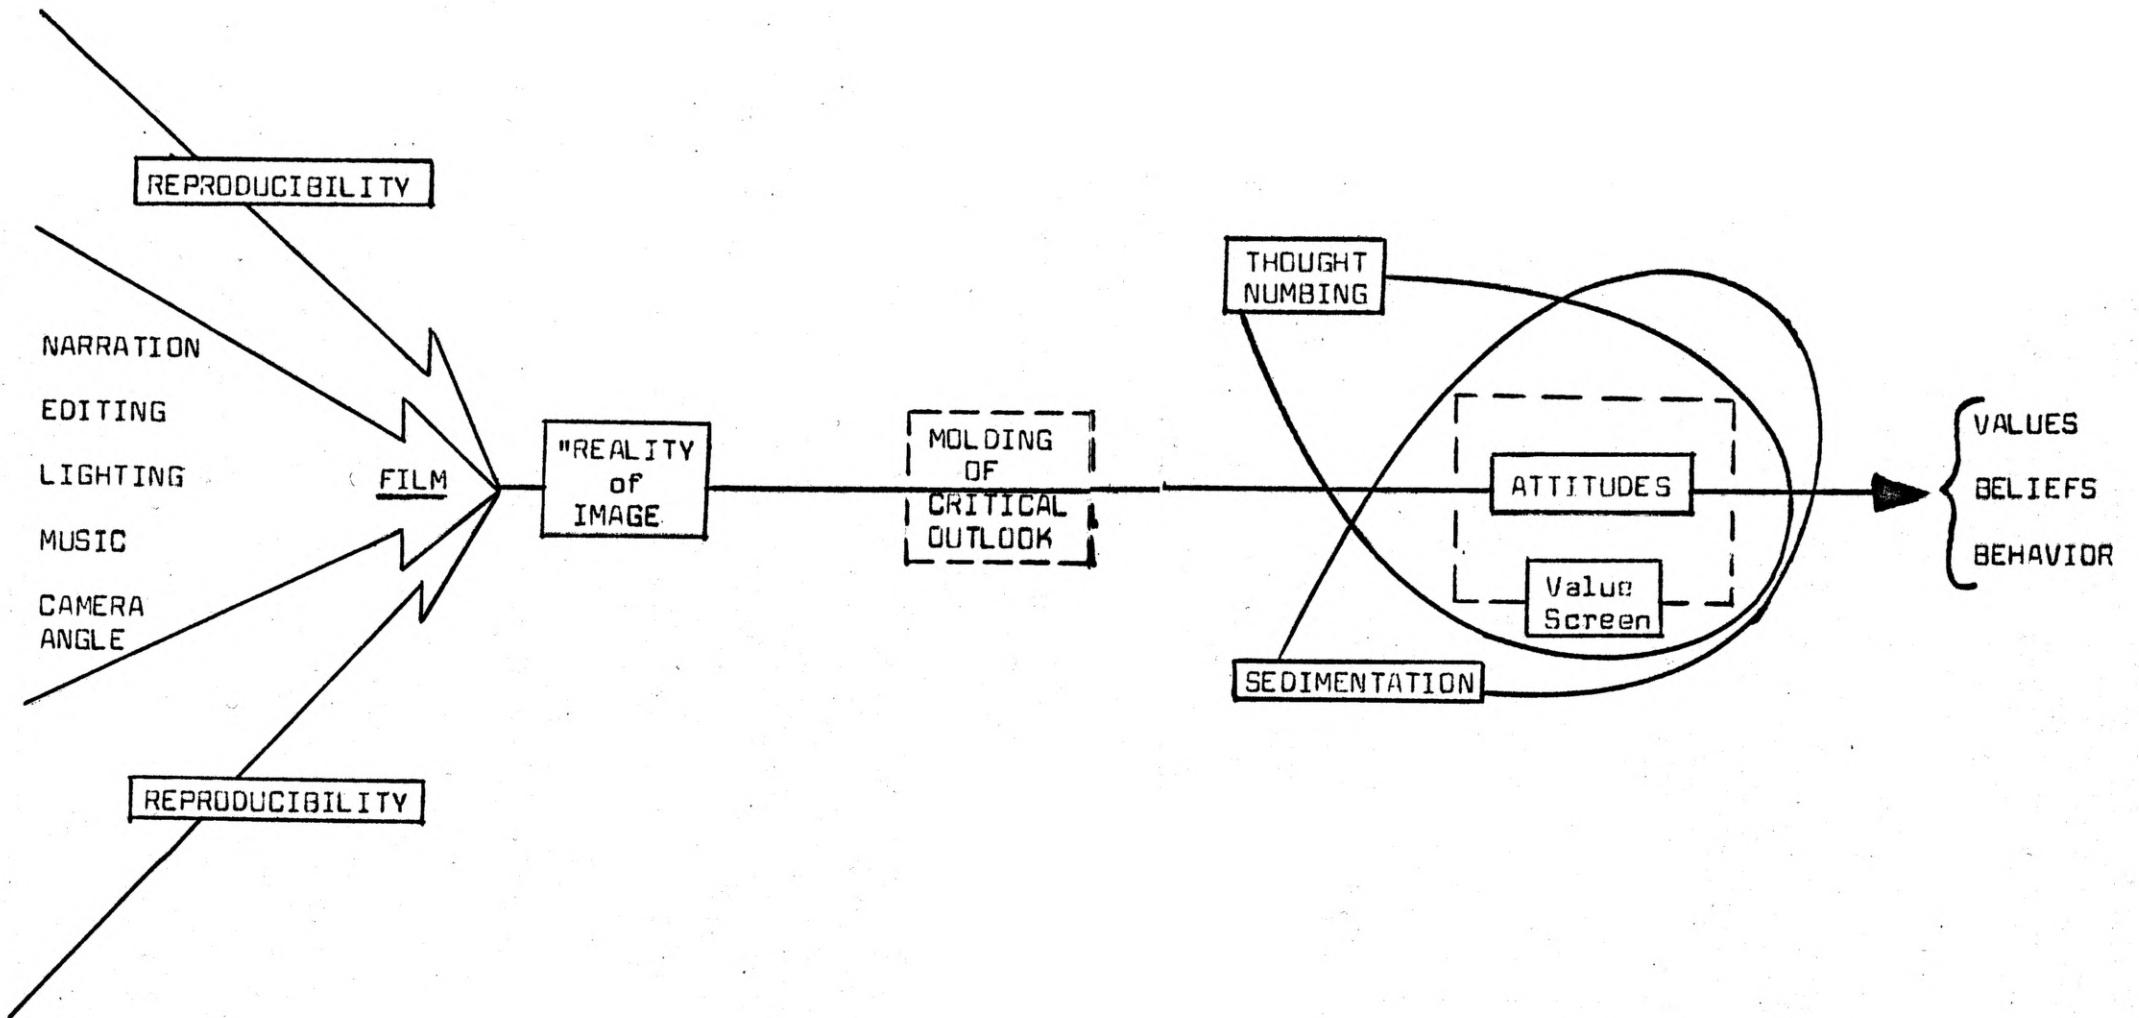 REPRODUCIBILITY
NARRATION
EDITING
LIGHTING
MUSIC
CAMERA
ANGLE
FILM
REPRODUCIBILITY
"REALITY
of
IMAGE
MOLDING
OF
CRITICAL
OUTLOOK
THOUGHT
NUMBING
ATTITUDES
Value
Screen
SEDIMENTATION
VALUES
BELIEFS
BEHAVIOR